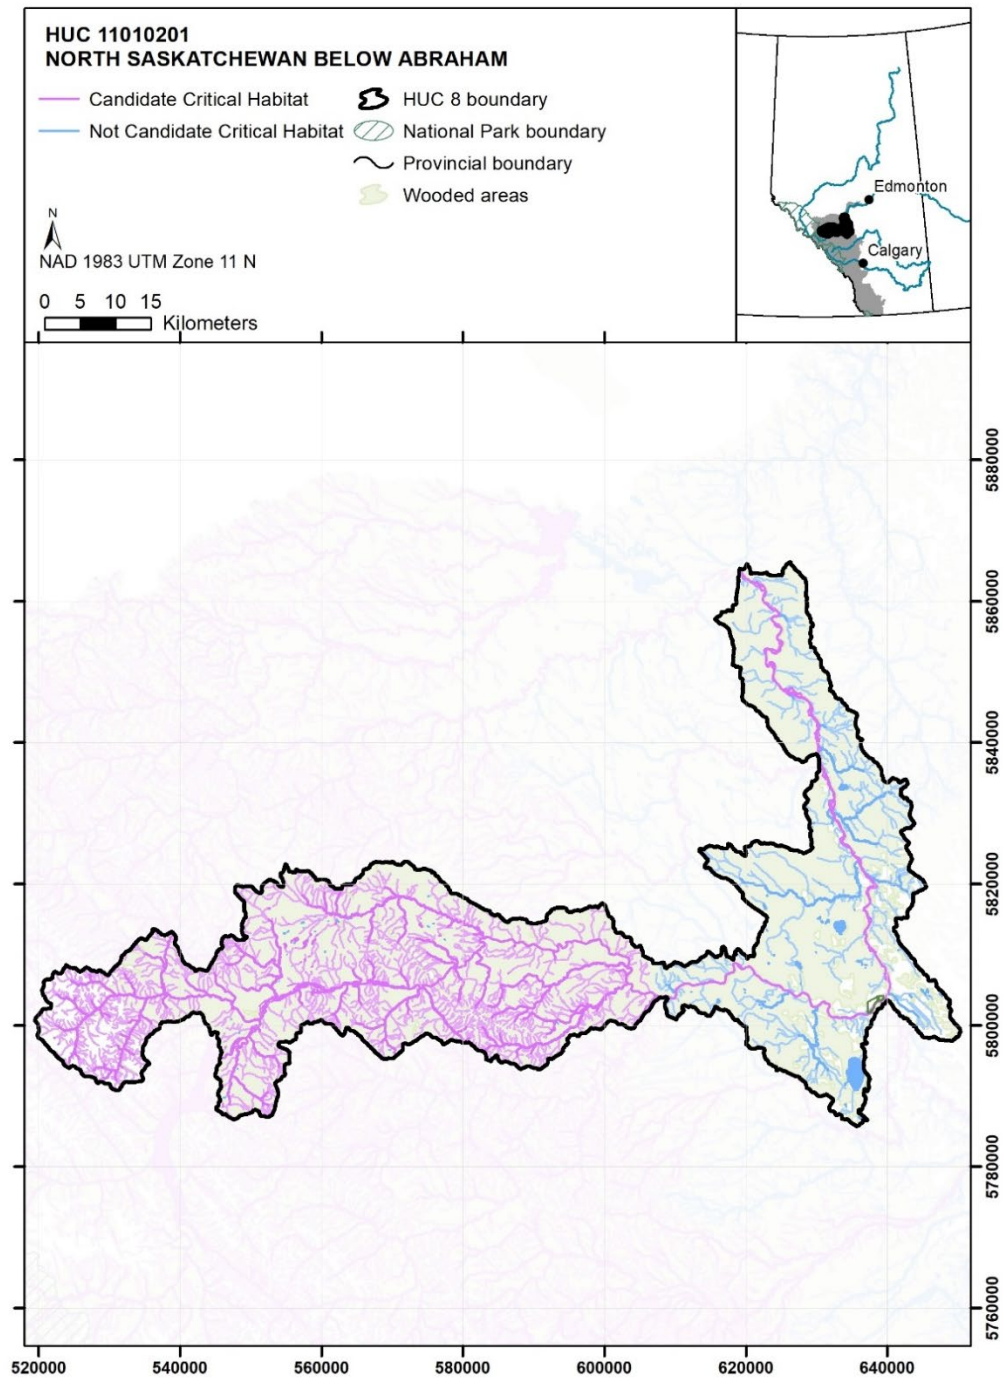 HUC 11010201
NORTH SASKATCHEWAN BELOW ABRAHAM
Candidate Critical Habitat
Not Candidate Critical Habitat
HUC 8 boundary
National Park boundary
Provincial boundary
Wooded areas
N
NAD 1983 UTM Zone 11 N
0 5 10 15
Kilometers
Edmonton
Calgary
5880000
5860000
5840000
5820000
5800000
5780000
5760000
520000 540000 560000 580000 600000 620000 640000